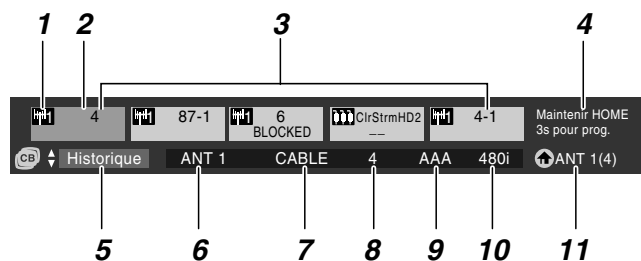 1 2 3 4
4 87-1 6 ClrStrmHD2 4-1 Maintenir HOME
BLOCKED -- 3s pour prog.
CB Historique ANT 1 CABLE 4 AAA 480i ANT 1(4)
5 6 7 8 9 10 11